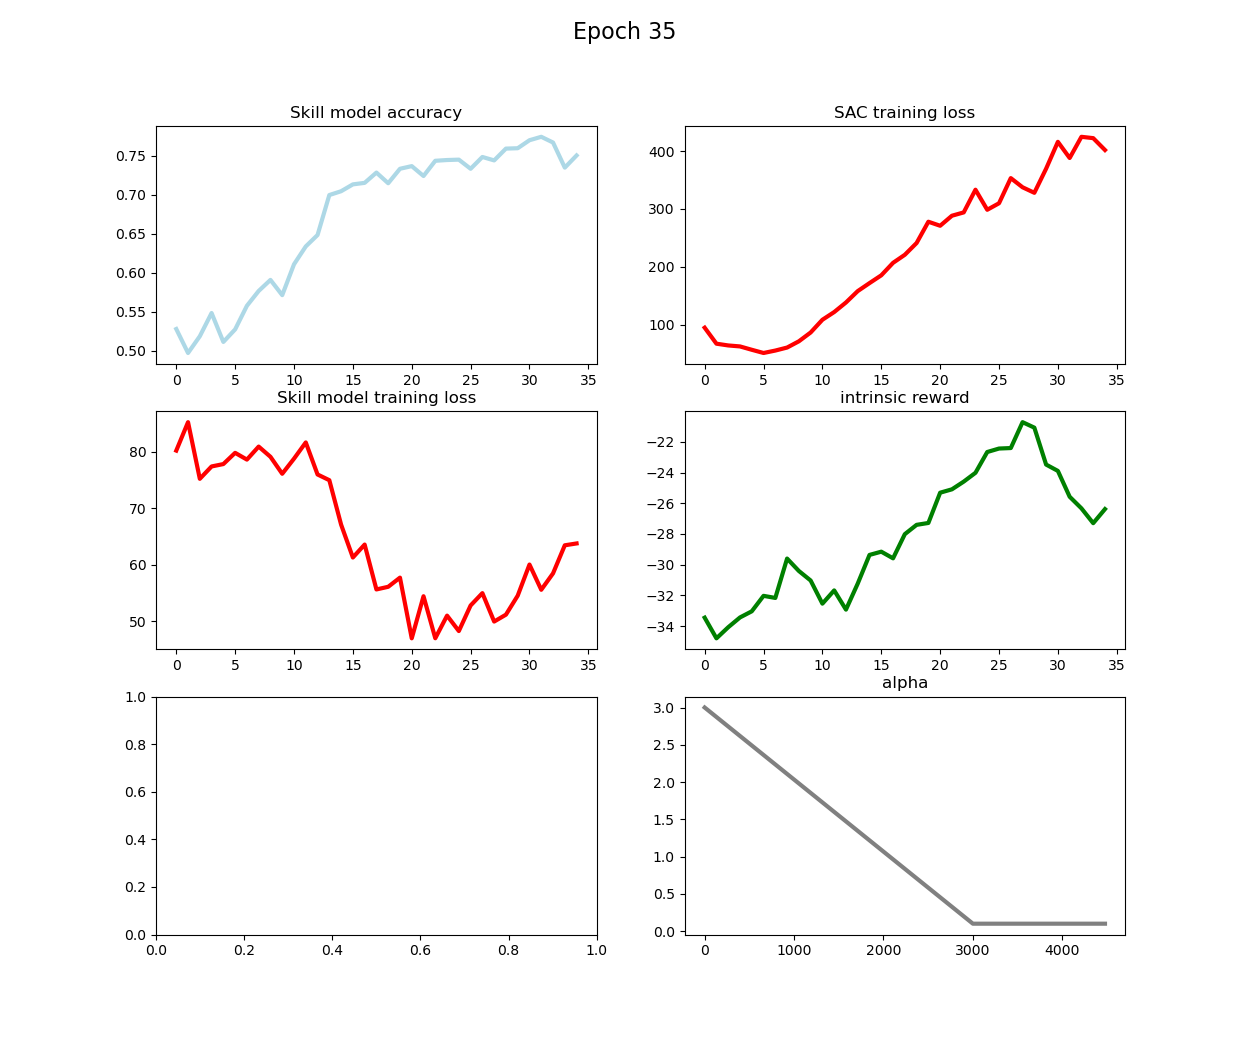 Epoch 35
Skill model accuracy
0.75
0.70
0.65
0.60
0.55
0.50
0 5 10 15 20 25 30 35
SAC training loss
400
300
200
100
0 5 10 15 20 25 30 35
Skill model training loss
80
70
60
50
0 5 10 15 20 25 30 35
intrinsic reward
−22
−24
−26
−28
−30
−32
−34
0 5 10 15 20 25 30 35
1.0
0.8
0.6
0.4
0.2
0.0
0.0 0.2 0.4 0.6 0.8 1.0
alpha
3.0
2.5
2.0
1.5
1.0
0.5
0.0
0 1000 2000 3000 4000